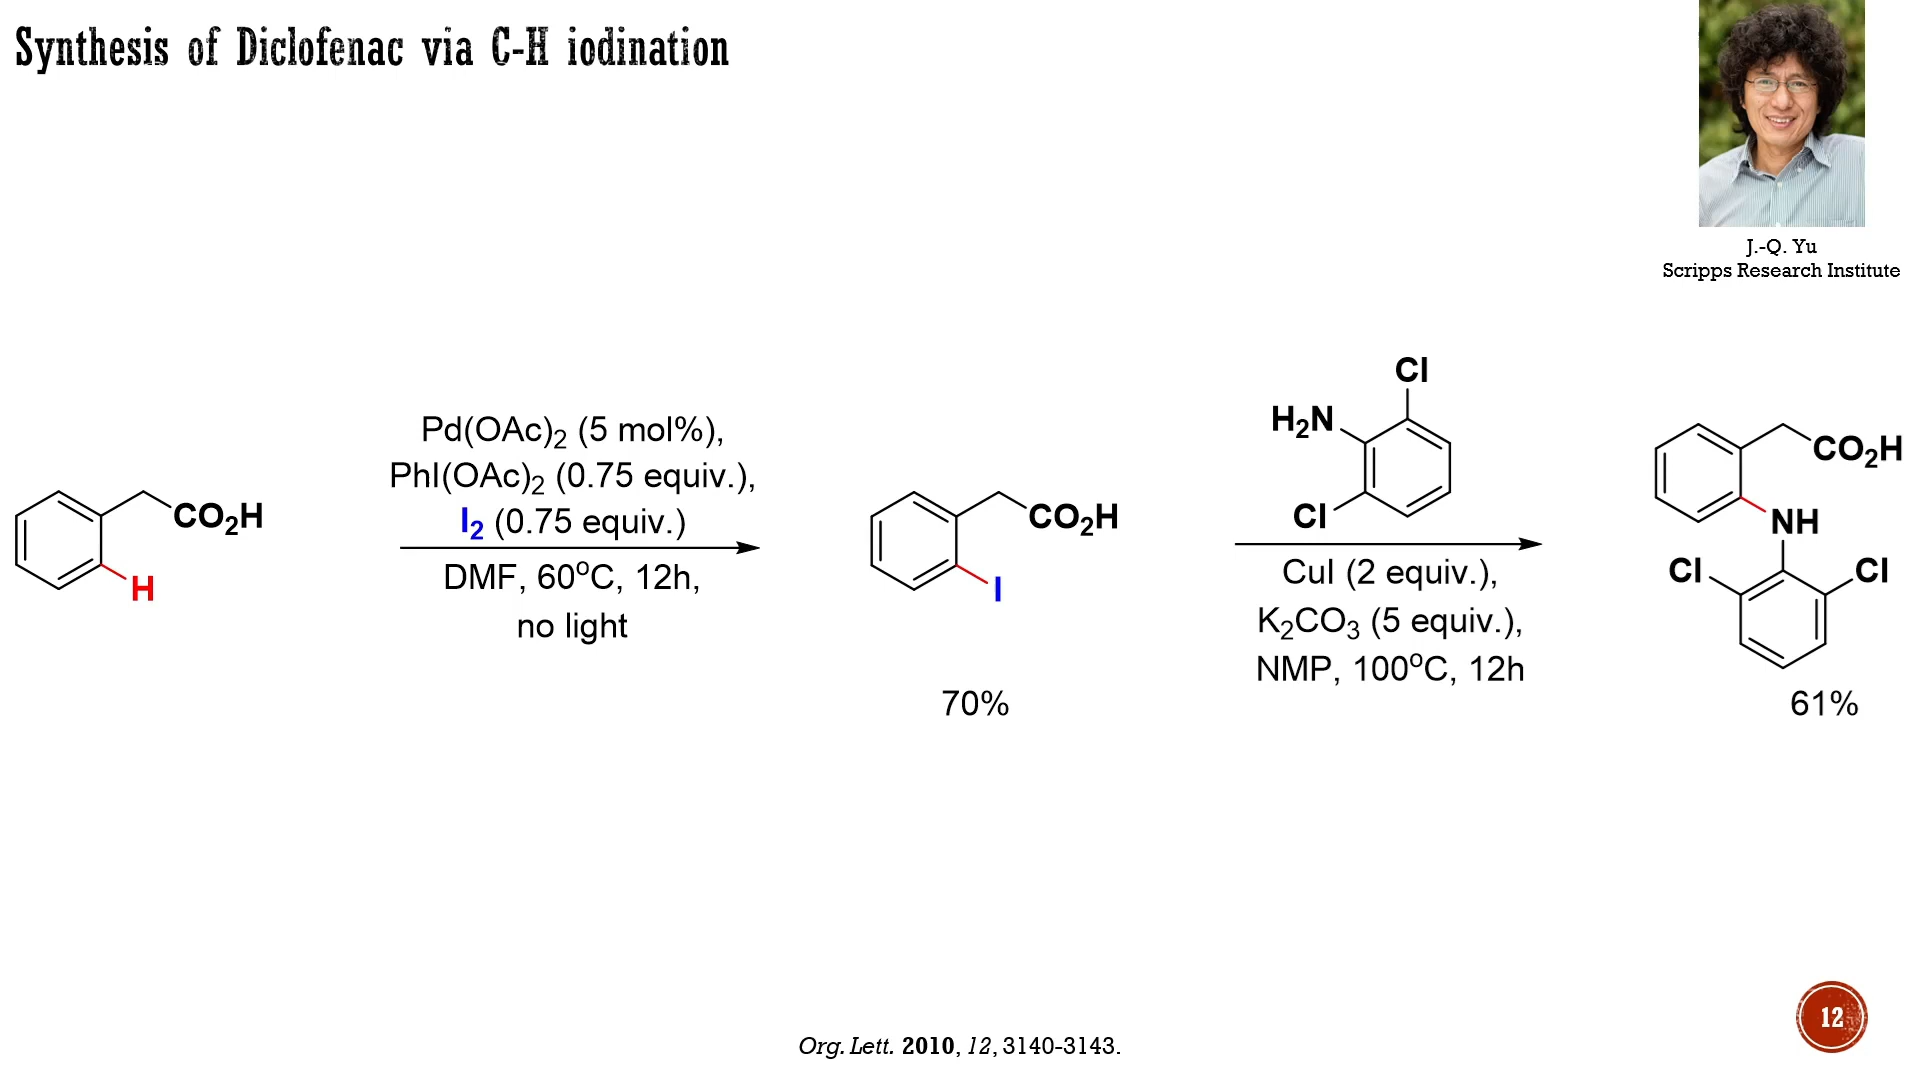 Synthesis of Diclofenac via C-H iodination
J.-Q. Yu
Scripps Research Institute
CO₂H
H
Pd(OAc)₂ (5 mol%),
PhI(OAc)₂ (0.75 equiv.),
I₂ (0.75 equiv.)
DMF, 60°C, 12h,
no light
CO₂H
I
70%
Cl
H₂N
Cl
CuI (2 equiv.),
K₂CO₃ (5 equiv.),
NMP, 100°C, 12h
CO₂H
NH
Cl Cl
61%
12
Org. Lett. 2010, 12, 3140-3143.